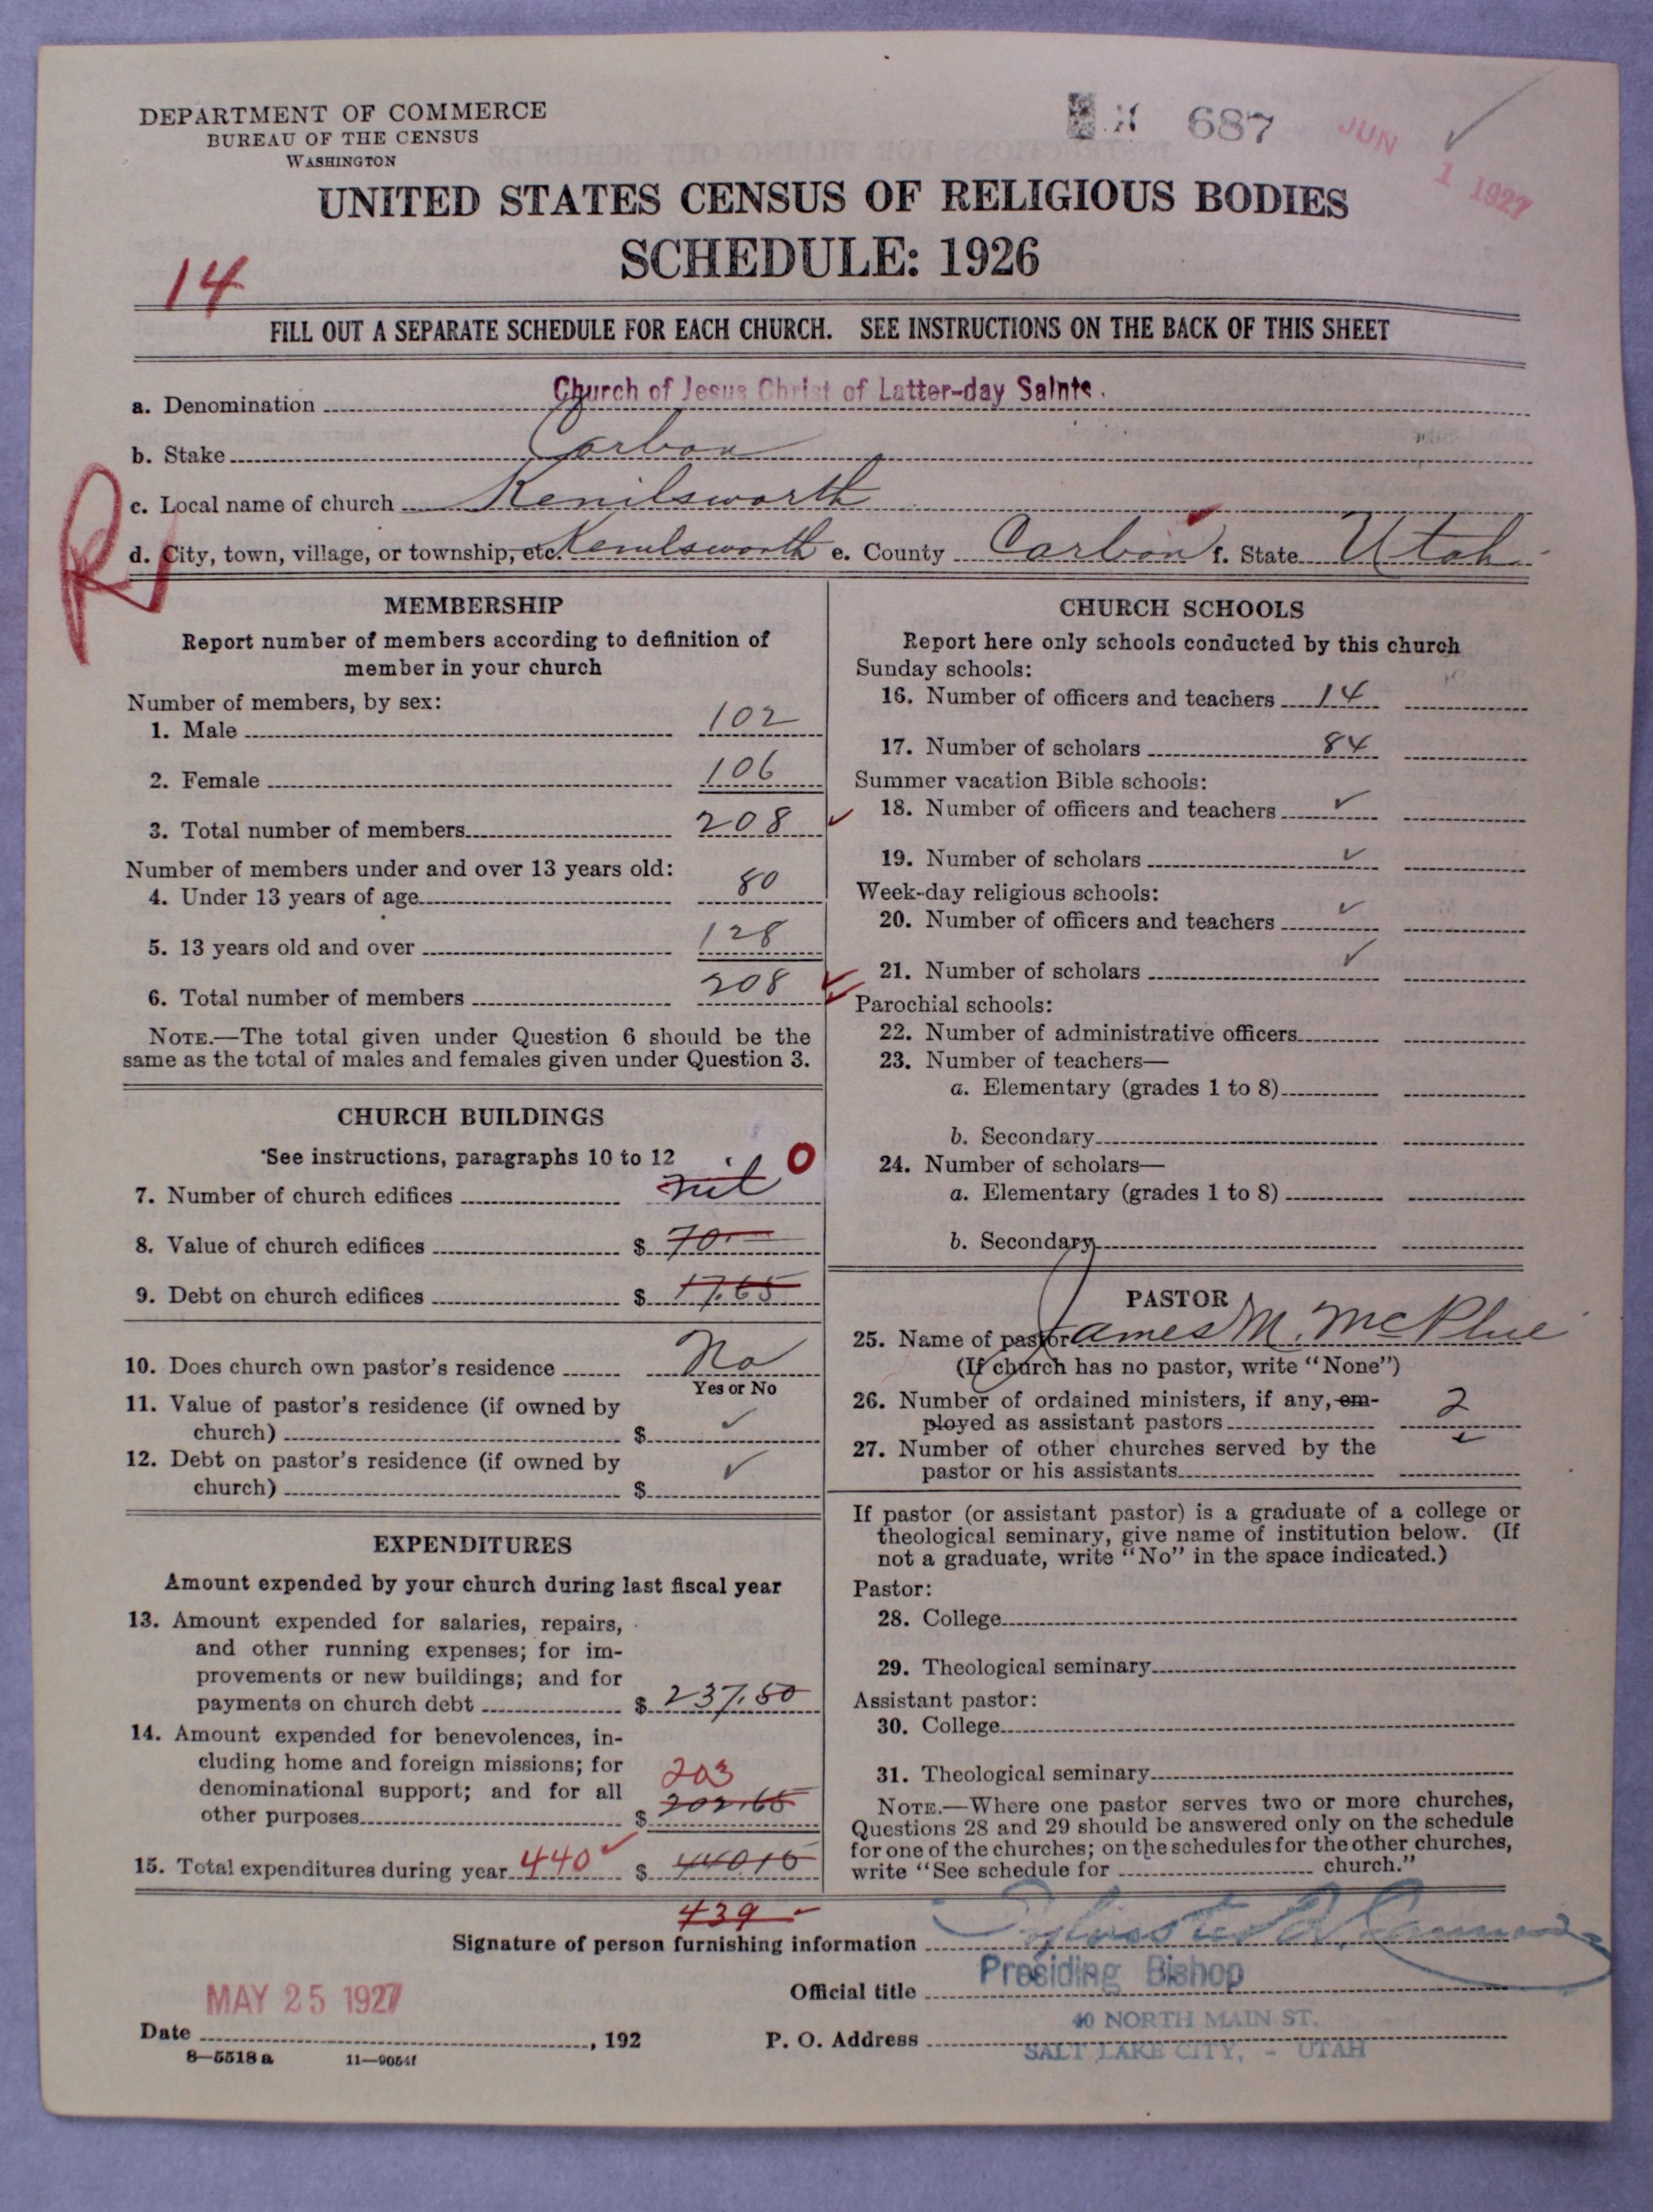 DEPARTMENT OF COMMERCE
BUREAU OF THE CENSUS
WASHINGTON
687
JUN 1 1927
UNITED STATES CENSUS OF RELIGIOUS BODIES
SCHEDULE: 1926
14
FILL OUT A SEPARATE SCHEDULE FOR EACH CHURCH. SEE INSTRUCTIONS ON THE BACK OF THIS SHEET
a. Denomination Church of Jesus Christ of Latter-day Saints.
b. Stake Carbon
c. Local name of church Kenilsworth
R
d. City, town, village, or township, etc. Kenilsworth e. County Carbon f. State Utah
MEMBERSHIP
Report number of members according to definition of
member in your church
Number of members, by sex:
1. Male 102
2. Female 106
3. Total number of members 208
Number of members under and over 13 years old:
4. Under 13 years of age 80
5. 13 years old and over 128
6. Total number of members 208
NOTE.—The total given under Question 6 should be the
same as the total of males and females given under Question 3.
CHURCH BUILDINGS
See instructions, paragraphs 10 to 12
7. Number of church edifices nil 0
8. Value of church edifices $ 70.—
9. Debt on church edifices $ 17.65
10. Does church own pastor's residence No
Yes or No
11. Value of pastor's residence (if owned by
church) $ ✓
12. Debt on pastor's residence (if owned by
church) $ ✓
EXPENDITURES
Amount expended by your church during last fiscal year
13. Amount expended for salaries, repairs,
and other running expenses; for im-
provements or new buildings; and for
payments on church debt $ 237.50
14. Amount expended for benevolences, in-
cluding home and foreign missions; for
denominational support; and for all 203
other purposes $ 202.65
15. Total expenditures during year 440 $ 44015
439
CHURCH SCHOOLS
Report here only schools conducted by this church
Sunday schools:
16. Number of officers and teachers 14
17. Number of scholars 84
Summer vacation Bible schools:
18. Number of officers and teachers ✓
19. Number of scholars ✓
Week-day religious schools:
20. Number of officers and teachers ✓
21. Number of scholars ✓
Parochial schools:
22. Number of administrative officers
23. Number of teachers—
a. Elementary (grades 1 to 8)
b. Secondary
24. Number of scholars—
a. Elementary (grades 1 to 8)
b. Secondary
PASTOR
25. Name of pastor James M. McPhie
(If church has no pastor, write "None")
26. Number of ordained ministers, if any, em-
ployed as assistant pastors 2
27. Number of other churches served by the
pastor or his assistants ✓
If pastor (or assistant pastor) is a graduate of a college or
theological seminary, give name of institution below. (If
not a graduate, write "No" in the space indicated.)
Pastor:
28. College
29. Theological seminary
Assistant pastor:
30. College
31. Theological seminary
NOTE.—Where one pastor serves two or more churches,
Questions 28 and 29 should be answered only on the schedule
for one of the churches; on the schedules for the other churches,
write "See schedule for church."
Signature of person furnishing information Sylvester Q. Cannon
Official title Presiding Bishop
MAY 25 1927
Date , 192
P. O. Address 40 NORTH MAIN ST.
SALT LAKE CITY, - UTAH
8—5518 a 11—9054f